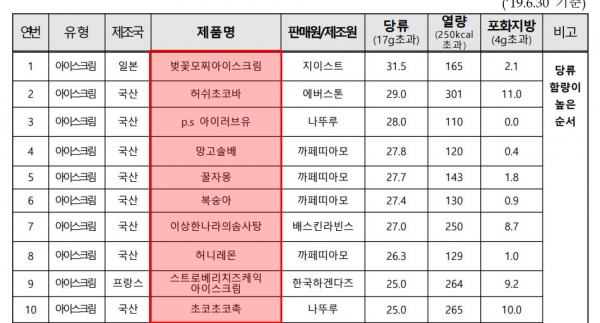 ('19.6.30 기준)
연번 유형 제조국 제품명 판매원/제조원 당류 (17g초과) 열량 (250kcal 초과) 포화지방 (4g초과) 비고
1 아이스크림 일본 벚꽃모찌아이스크림 지이스트 31.5 165 2.1 당류 함량이 높은 순서
2 아이스크림 국산 허쉬초코바 에버스톤 29.0 301 11.0
3 아이스크림 국산 p.s 아이러브유 나뚜루 28.0 110 0.0
4 아이스크림 국산 망고솔베 까페띠아모 27.8 120 0.4
5 아이스크림 국산 꿀자몽 까페띠아모 27.7 143 1.8
6 아이스크림 국산 복숭아 까페띠아모 27.4 130 0.9
7 아이스크림 국산 이상한나라의솜사탕 배스킨라빈스 27.0 250 8.7
8 아이스크림 국산 허니레몬 까페띠아모 26.3 129 1.0
9 아이스크림 프랑스 스트로베리치즈케익 아이스크림 한국하겐다즈 25.0 264 9.2
10 아이스크림 국산 초코초코촉 나뚜루 25.0 265 10.0